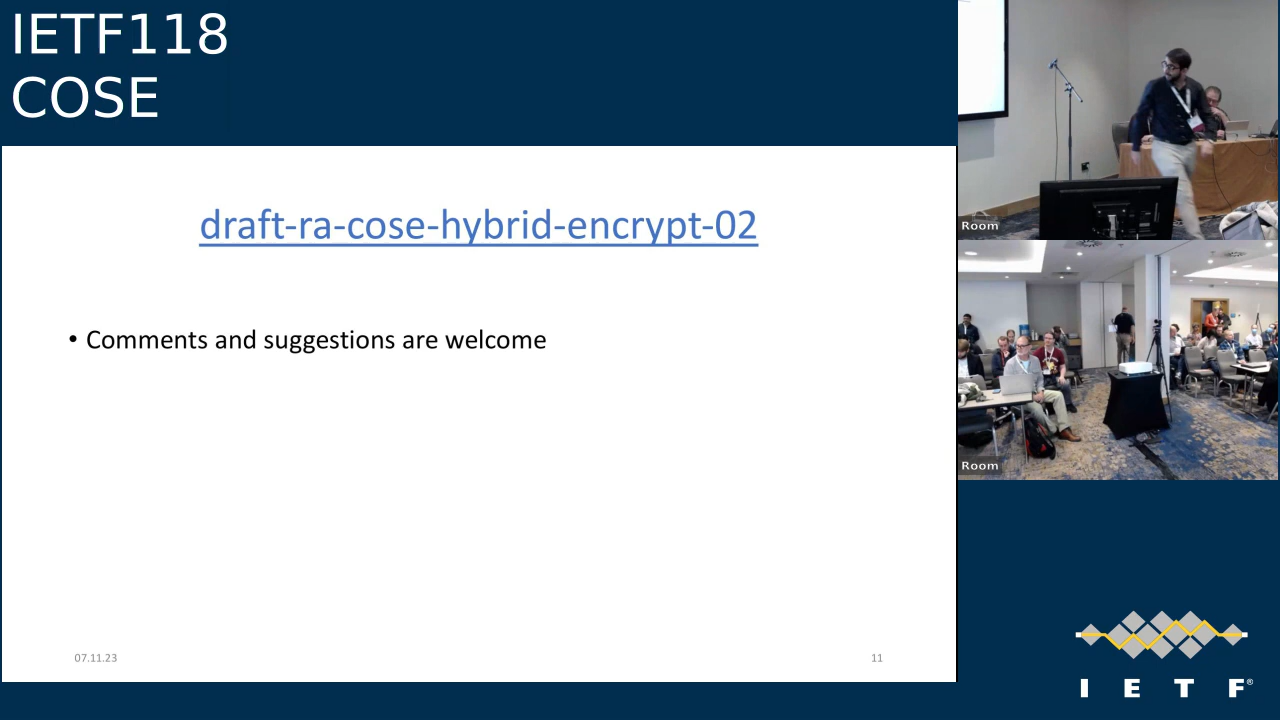 IETF118
COSE
draft-ra-cose-hybrid-encrypt-02
• Comments and suggestions are welcome
07.11.23
11
Room
Room
I E T F®